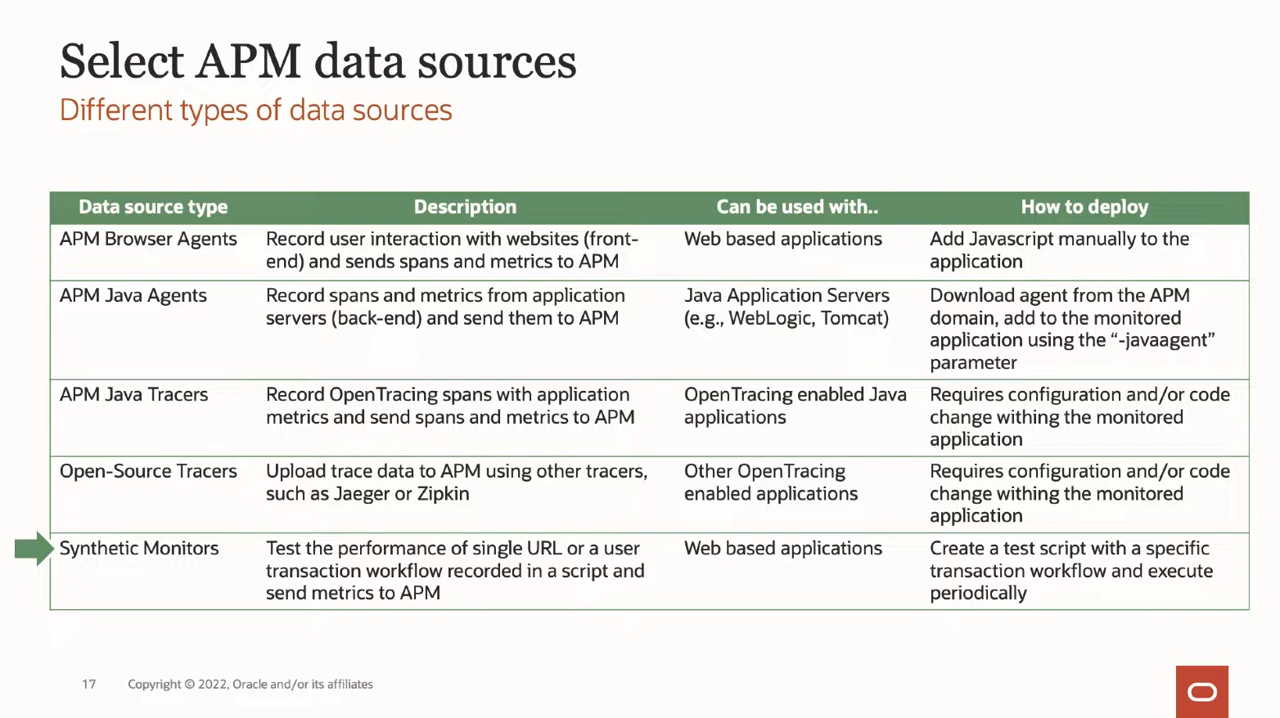 Select APM data sources
Different types of data sources
Data source type Description Can be used with.. How to deploy
APM Browser Agents Record user interaction with websites (front- Web based applications Add Javascript manually to the
end) and sends spans and metrics to APM application
APM Java Agents Record spans and metrics from application Java Application Servers Download agent from the APM
servers (back-end) and send them to APM (e.g., WebLogic, Tomcat) domain, add to the monitored
application using the “-javaagent”
parameter
APM Java Tracers Record OpenTracing spans with application OpenTracing enabled Java Requires configuration and/or code
metrics and send spans and metrics to APM applications change withing the monitored
application
Open-Source Tracers Upload trace data to APM using other tracers, Other OpenTracing Requires configuration and/or code
such as Jaeger or Zipkin enabled applications change withing the monitored
application
Synthetic Monitors Test the performance of single URL or a user Web based applications Create a test script with a specific
transaction workflow recorded in a script and transaction workflow and execute
send metrics to APM periodically
17 Copyright © 2022, Oracle and/or its affiliates